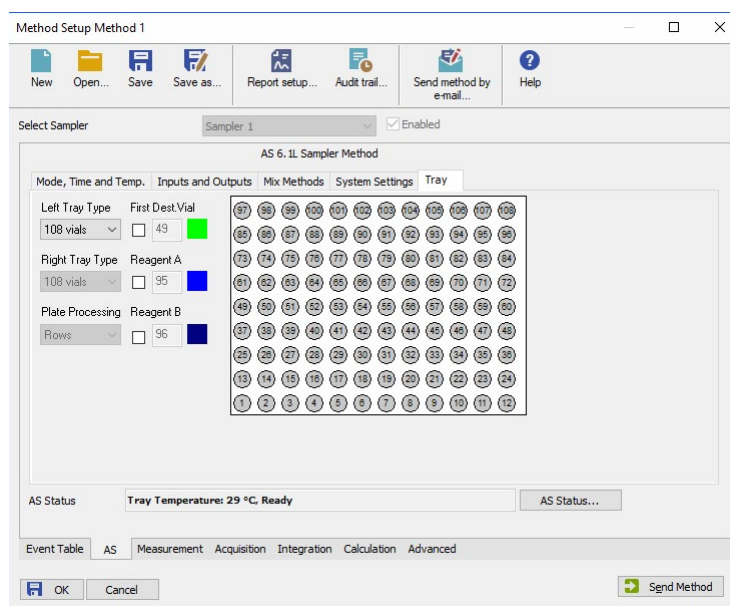 Method Setup Method 1
New Open... Save Save as... Report setup... Audit trail... Send method by e-mail... Help
Select Sampler Sampler 1 Enabled
AS 6.1L Sampler Method
Mode, Time and Temp. Inputs and Outputs Mix Methods System Settings Tray
Left Tray Type First Dest.Vial
108 vials 49
Right Tray Type Reagent A
108 vials 95
Plate Processing Reagent B
Rows 96
97 98 99 100 101 102 103 104 105 106 107 108
85 86 87 88 89 90 91 92 93 94 95 96
73 74 75 76 77 78 79 80 81 82 83 84
61 62 63 64 65 66 67 68 69 70 71 72
49 50 51 52 53 54 55 56 57 58 59 60
37 38 39 40 41 42 43 44 45 46 47 48
25 26 27 28 29 30 31 32 33 34 35 36
13 14 15 16 17 18 19 20 21 22 23 24
1 2 3 4 5 6 7 8 9 10 11 12
AS Status Tray Temperature: 29 °C, Ready AS Status...
Event Table AS Measurement Acquisition Integration Calculation Advanced
OK Cancel Send Method